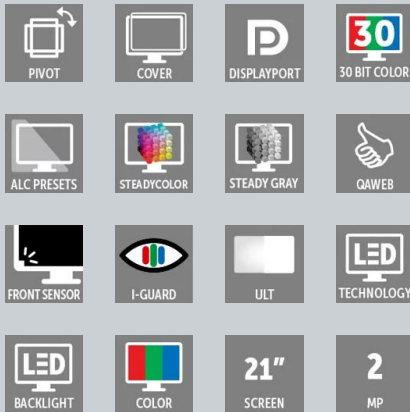 PIVOT
COVER
D
DISPLAYPORT
30
30 BIT COLOR
ALC PRESETS
STEADYCOLOR
STEADY GRAY
QAWEB
FRONT SENSOR
I-GUARD
ULT
LED
TECHNOLOGY
LED
BACKLIGHT
COLOR
21"
SCREEN
2
MP